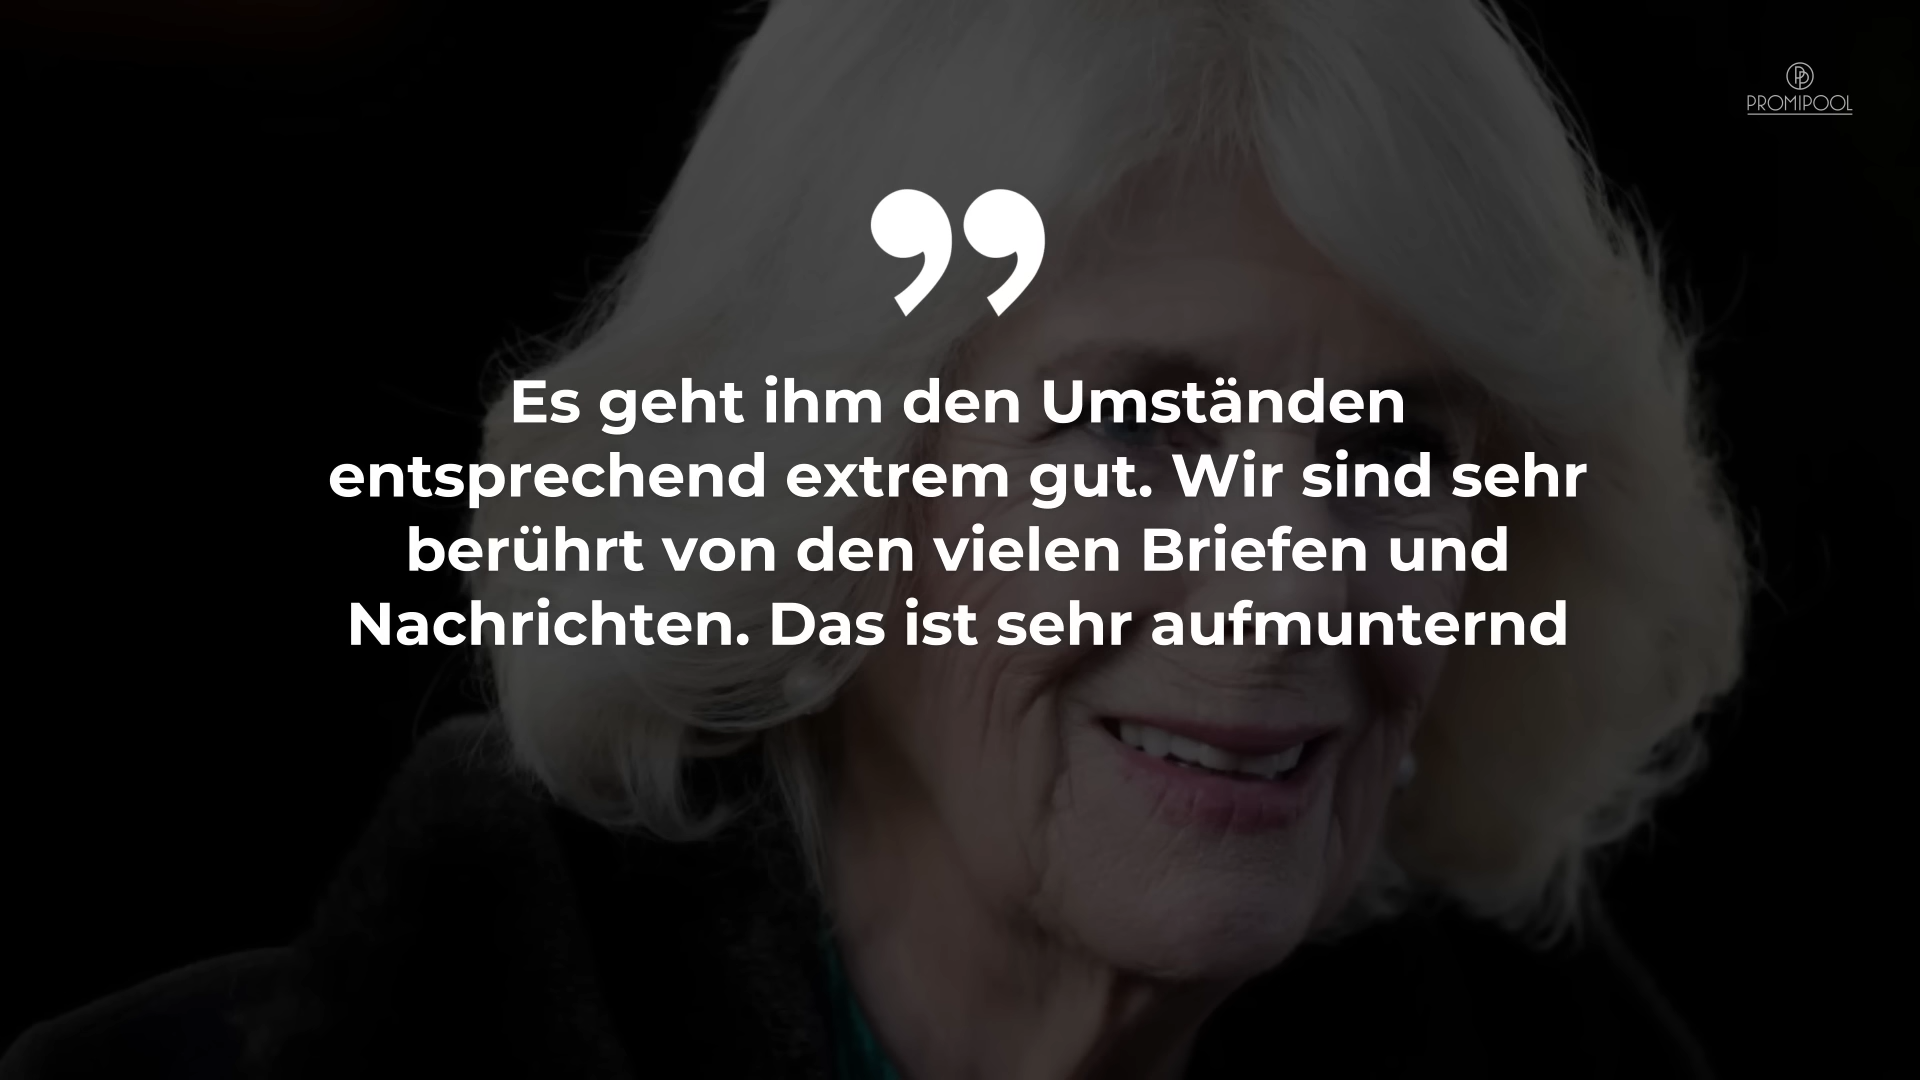 PROMIPOOL
”
Es geht ihm den Umständen
entsprechend extrem gut. Wir sind sehr
berührt von den vielen Briefen und
Nachrichten. Das ist sehr aufmunternd